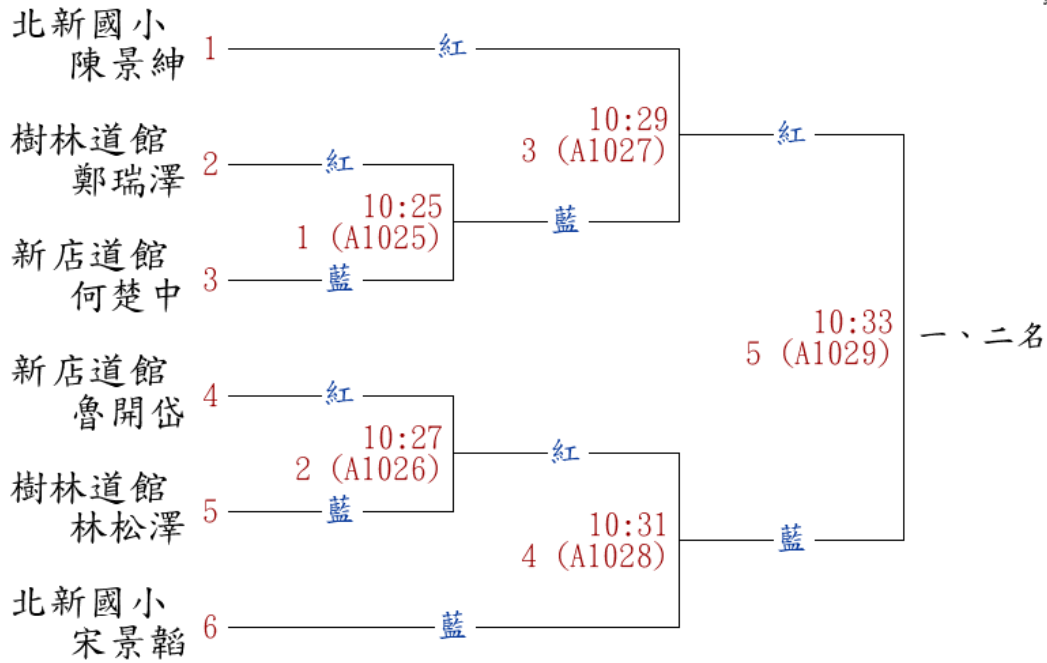 北新國小
陳景紳
1
紅
10:29
3 (A1027)
紅
樹林道館
鄭瑞澤
2
紅
10:25
1 (A1025)
藍
新店道館
何楚中
3
藍
10:33
5 (A1029)
一、二名
新店道館
魯開岱
4
紅
10:27
2 (A1026)
紅
樹林道館
林松澤
5
藍
10:31
4 (A1028)
藍
北新國小
宋景韜
6
藍